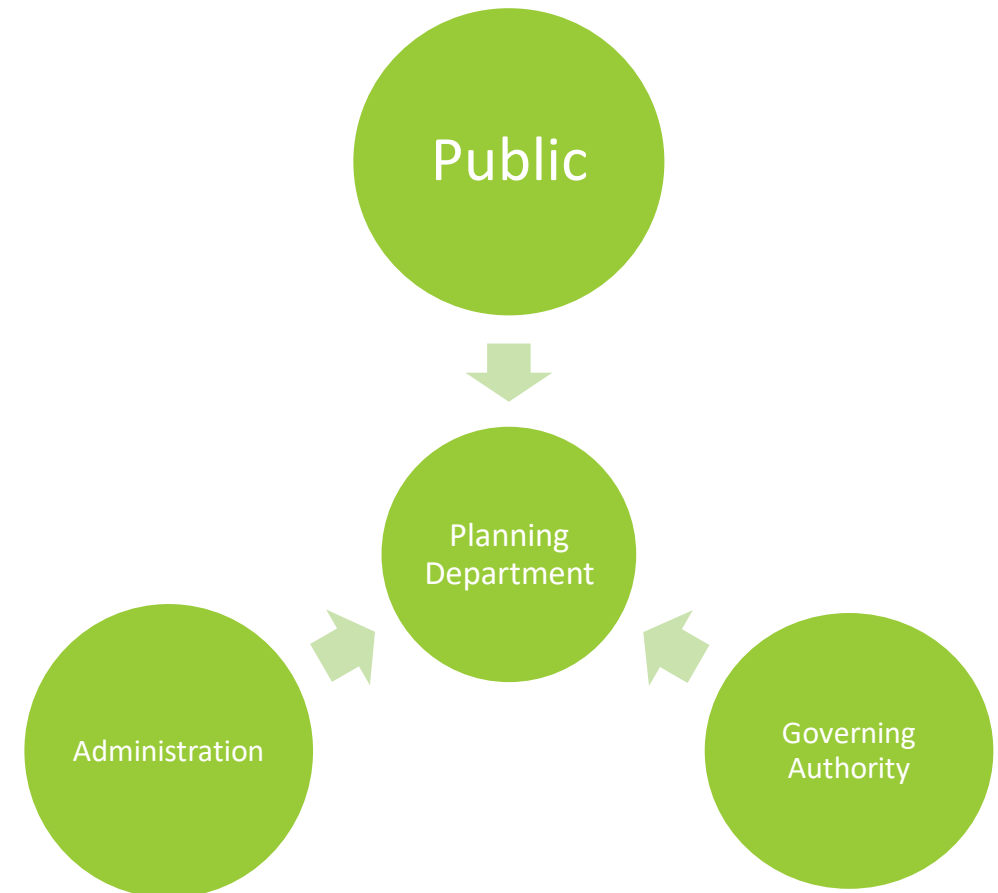 Public
Planning
Department
Administration
Governing
Authority